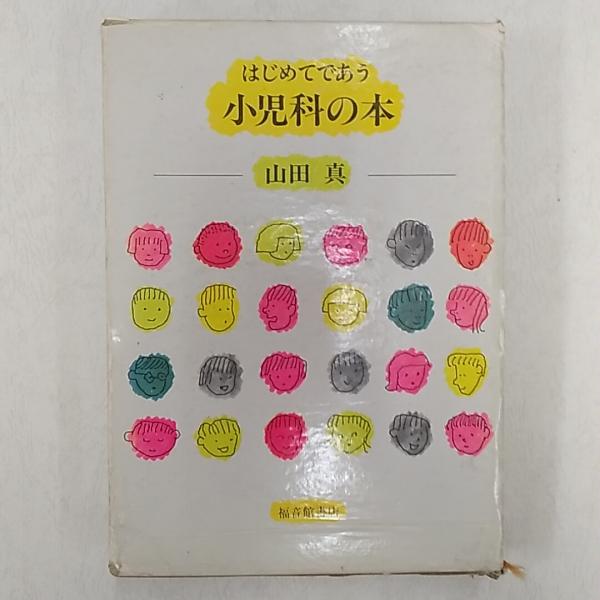 はじめてであう
小児科の本
山田 真
福音館書店